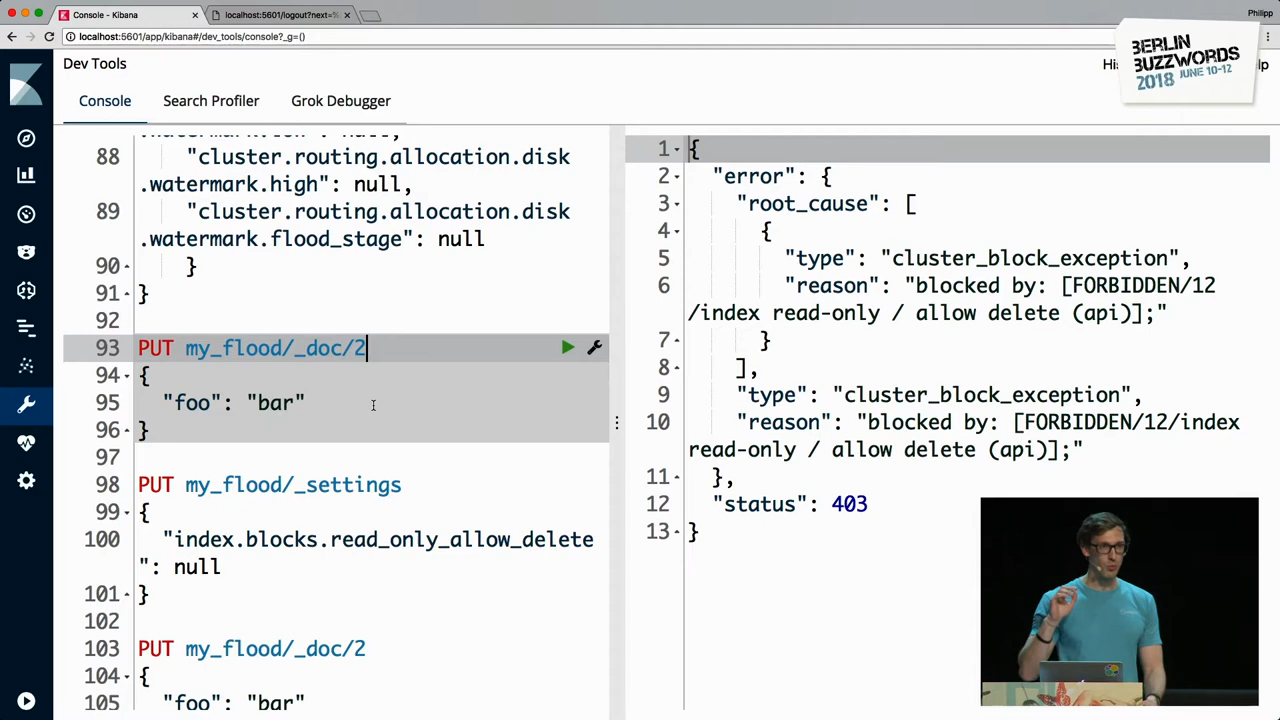 Console - Kibana
localhost:5601/logout?next=%
Philipp
localhost:5601/app/kibana#/dev_tools/console?_g=()
Dev Tools
BERLIN
BUZZWORDS
2018 JUNE 10-12
Console
Search Profiler
Grok Debugger
88 "cluster.routing.allocation.disk
.watermark.high": null,
89 "cluster.routing.allocation.disk
.watermark.flood_stage": null
90 }
91 }
92
93 PUT my_flood/_doc/2
94 {
95 "foo": "bar"
96 }
97
98 PUT my_flood/_settings
99 {
100 "index.blocks.read_only_allow_delete
": null
101 }
102
103 PUT my_flood/_doc/2
104 {
105 "foo": "bar"
1 {
2 "error": {
3 "root_cause": [
4 {
5 "type": "cluster_block_exception",
6 "reason": "blocked by: [FORBIDDEN/12
/index read-only / allow delete (api)];"
7 }
8 ],
9 "type": "cluster_block_exception",
10 "reason": "blocked by: [FORBIDDEN/12/index
read-only / allow delete (api)];"
11 },
12 "status": 403
13 }